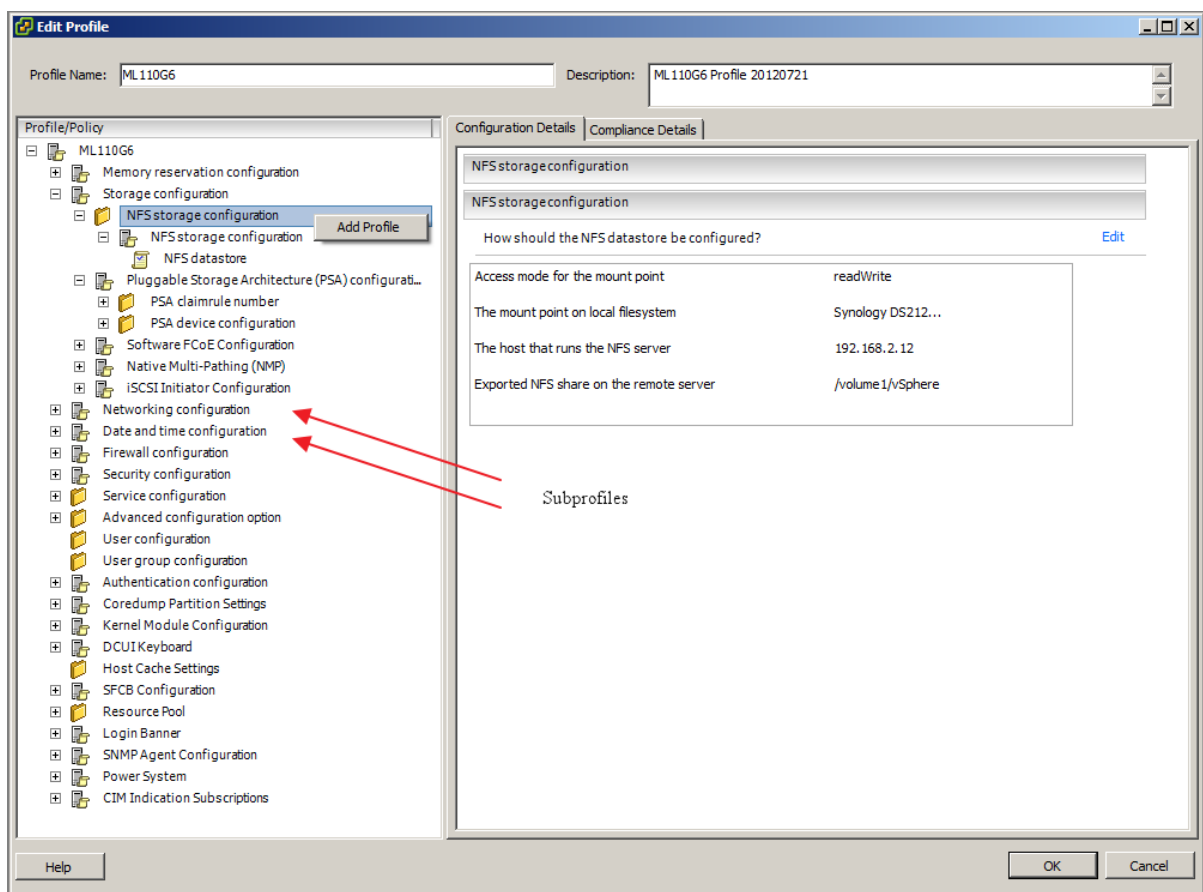 Edit Profile
Profile Name: ML110G6 Description: ML110G6 Profile 20120721
Profile/Policy
ML110G6
Memory reservation configuration
Storage configuration
NFS storage configuration
Add Profile
NFS storage configuration
NFS datastore
Pluggable Storage Architecture (PSA) configurati...
PSA claimrule number
PSA device configuration
Software FCoE Configuration
Native Multi-Pathing (NMP)
iSCSI Initiator Configuration
Networking configuration
Date and time configuration
Firewall configuration
Security configuration
Service configuration
Advanced configuration option
User configuration
User group configuration
Authentication configuration
Coredump Partition Settings
Kernel Module Configuration
DCUI Keyboard
Host Cache Settings
SFCB Configuration
Resource Pool
Login Banner
SNMP Agent Configuration
Power System
CIM Indication Subscriptions
Configuration Details Compliance Details
NFS storage configuration
NFS storage configuration
How should the NFS datastore be configured? Edit
Access mode for the mount point readWrite
The mount point on local filesystem Synology DS212...
The host that runs the NFS server 192.168.2.12
Exported NFS share on the remote server /volume1/vSphere
Subprofiles
Help OK Cancel